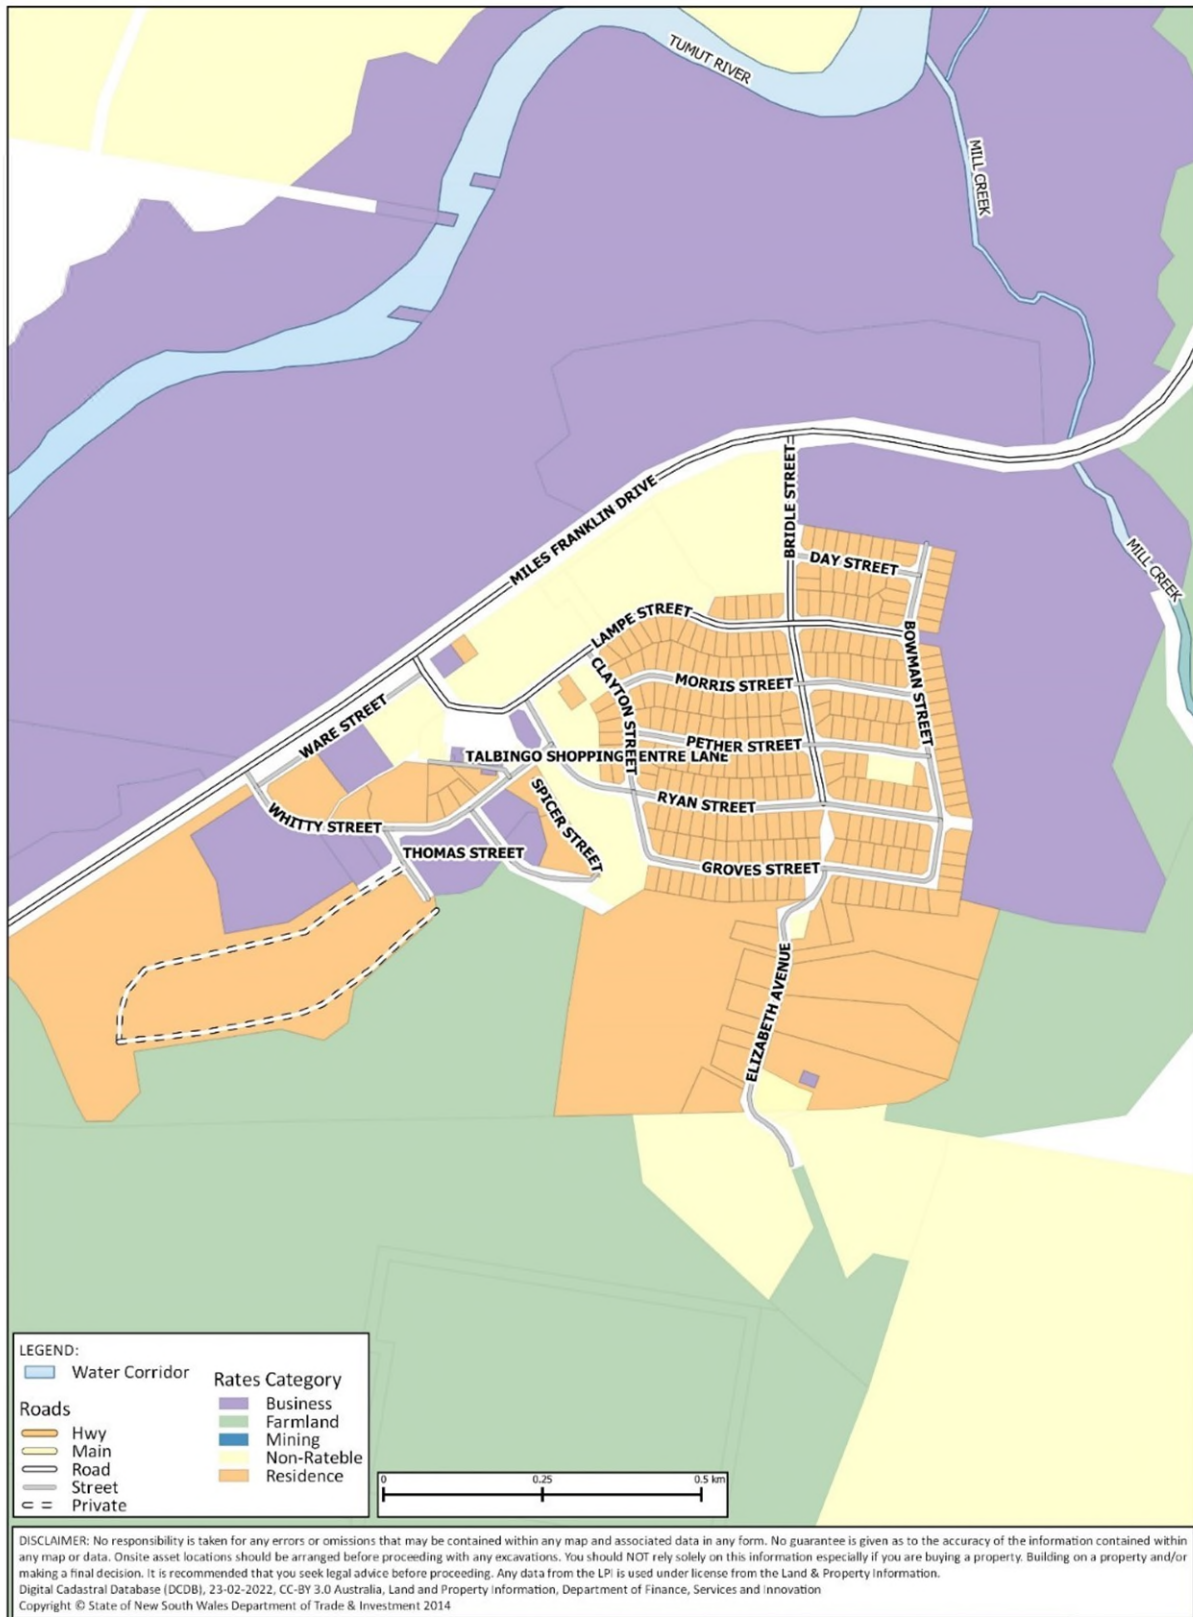 TUMUT RIVER
MILL CREEK
BRIDLE STREET
MILES FRANKLIN DRIVE
DAY STREET
MILL CREEK
LAMPE STREET
BOWMAN STREET
CLAYTON STREET
MORRIS STREET
WARE STREET
PETHER STREET
TALBINGO SHOPPING ENTRE LANE
SPICER STREET
RYAN STREET
WHITTY STREET
THOMAS STREET
GROVES STREET
ELIZABETH AVENUE
LEGEND:
Water Corridor
Roads
Hwy
Main
Road
Street
Private
Rates Category
Business
Farmland
Mining
Non-Rateble
Residence
0 0.25 0.5 km
DISCLAIMER: No responsibility is taken for any errors or omissions that may be contained within any map and associated data in any form. No guarantee is given as to the accuracy of the information contained within
any map or data. Onsite asset locations should be arranged before proceeding with any excavations. You should NOT rely solely on this information especially if you are buying a property. Building on a property and/or
making a final decision. It is recommended that you seek legal advice before proceeding. Any data from the LPI is used under license from the Land & Property Information.
Digital Cadastral Database (DCDB), 23-02-2022, CC-BY 3.0 Australia, Land and Property Information, Department of Finance, Services and Innovation
Copyright © State of New South Wales Department of Trade & Investment 2014